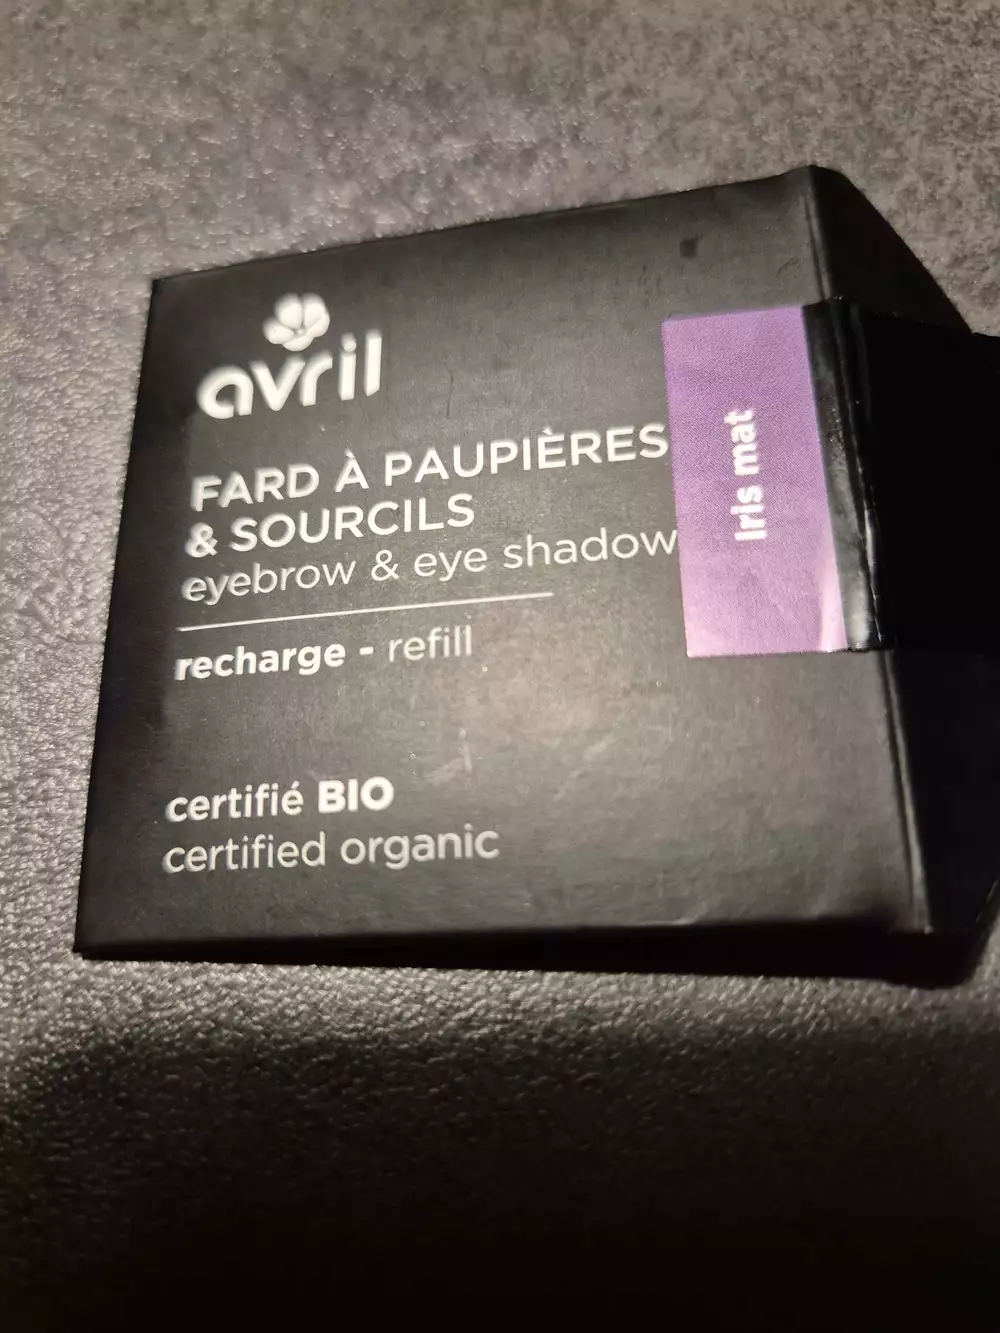 avril
FARD À PAUPIÈRES
& SOURCILS
eyebrow & eye shadow
recharge - refill
certifié BIO
certified organic
Iris mat